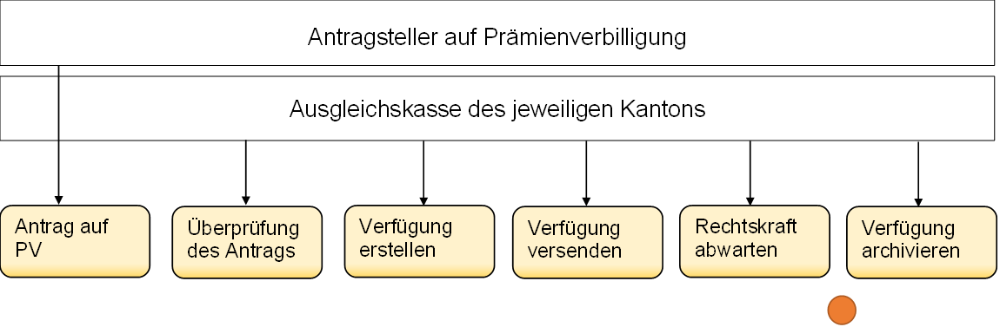 Antragsteller auf Prämienverbilligung
Ausgleichskasse des jeweiligen Kantons
Antrag auf
PV
Überprüfung
des Antrags
Verfügung
erstellen
Verfügung
versenden
Rechtskraft
abwarten
Verfügung
archivieren